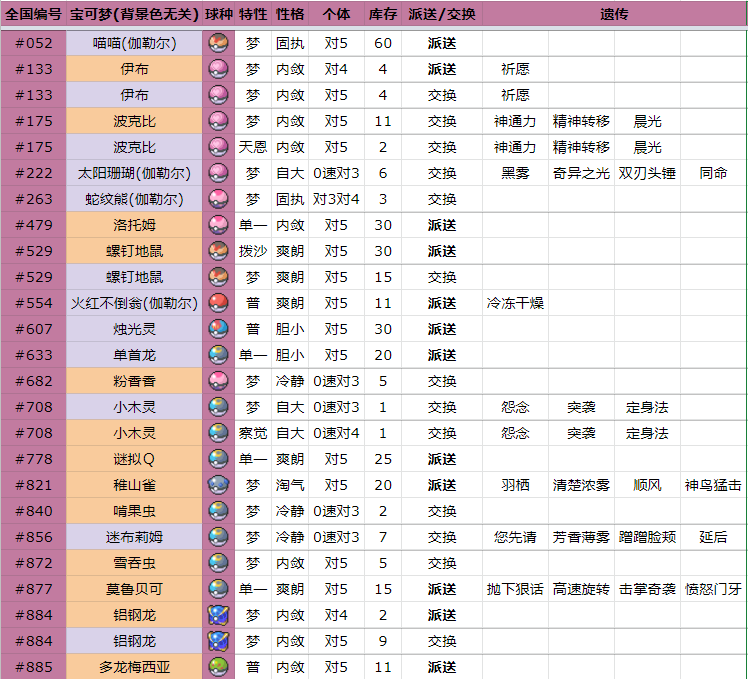 全国编号 宝可梦(背景色无关) 球种 特性 性格 个体 库存 派送/交换 遗传
#052 喵喵(伽勒尔) 梦 固执 对5 60 派送
#133 伊布 梦 内敛 对4 4 派送 祈愿
#133 伊布 梦 内敛 对5 4 交换 祈愿
#175 波克比 梦 内敛 对5 11 交换 神通力 精神转移 晨光
#175 波克比 天恩 内敛 对5 2 交换 神通力 精神转移 晨光
#222 太阳珊瑚(伽勒尔) 梦 自大 0速对3 6 交换 黑雾 奇异之光 双刃头锤 同命
#263 蛇纹熊(伽勒尔) 梦 固执 对3对4 3 交换
#479 洛托姆 单一 内敛 对5 30 派送
#529 螺钉地鼠 拨沙 爽朗 对5 30 派送
#529 螺钉地鼠 梦 爽朗 对5 15 交换
#554 火红不倒翁(伽勒尔) 普 爽朗 对5 11 派送 冷冻干燥
#607 烛光灵 普 胆小 对5 30 派送
#633 单首龙 单一 胆小 对5 20 派送
#682 粉香香 梦 冷静 0速对3 5 交换
#708 小木灵 梦 自大 0速对3 1 交换 怨念 突袭 定身法
#708 小木灵 察觉 自大 0速对4 1 交换 怨念 突袭 定身法
#778 谜拟Q 单一 爽朗 对5 25 派送
#821 稚山雀 梦 淘气 对5 20 派送 羽栖 清楚浓雾 顺风 神鸟猛击
#840 啃果虫 梦 冷静 0速对3 2 交换
#856 迷布莉姆 梦 冷静 0速对3 7 交换 您先请 芳香薄雾 蹭蹭脸颊 延后
#872 雪吞虫 梦 内敛 对5 5 交换
#877 莫鲁贝可 单一 爽朗 对5 15 派送 抛下狠话 高速旋转 击掌奇袭 愤怒门牙
#884 铝钢龙 梦 内敛 对4 2 派送
#884 铝钢龙 梦 内敛 对5 9 交换
#885 多龙梅西亚 普 内敛 对5 11 派送